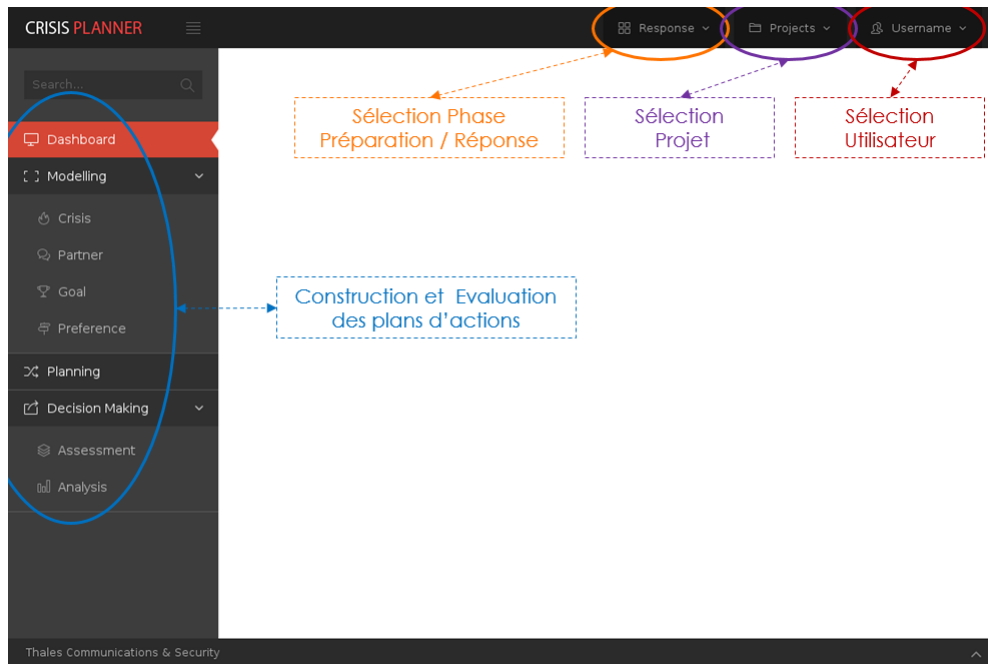 CRISIS PLANNER
Response
Projects
Username
Search...
Sélection Phase
Préparation / Réponse
Sélection
Projet
Sélection
Utilisateur
Dashboard
Modelling
Crisis
Partner
Goal
Preference
Construction et Evaluation
des plans d'actions
Planning
Decision Making
Assessment
Analysis
Thales Communications & Security